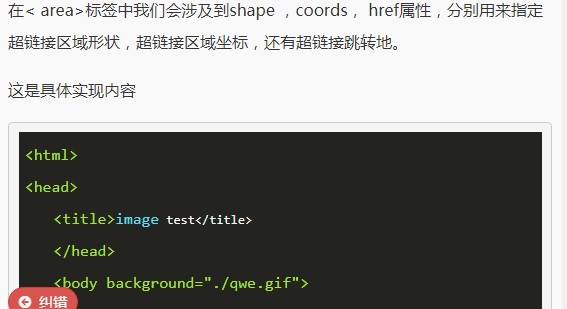 在< area>标签中我们会涉及到shape ，coords ， href属性，分别用来指定
超链接区域形状，超链接区域坐标，还有超链接跳转地。
这是具体实现内容
<html>
<head>
<title>image test</title>
</head>
<body background="./qwe.gif">
纠错